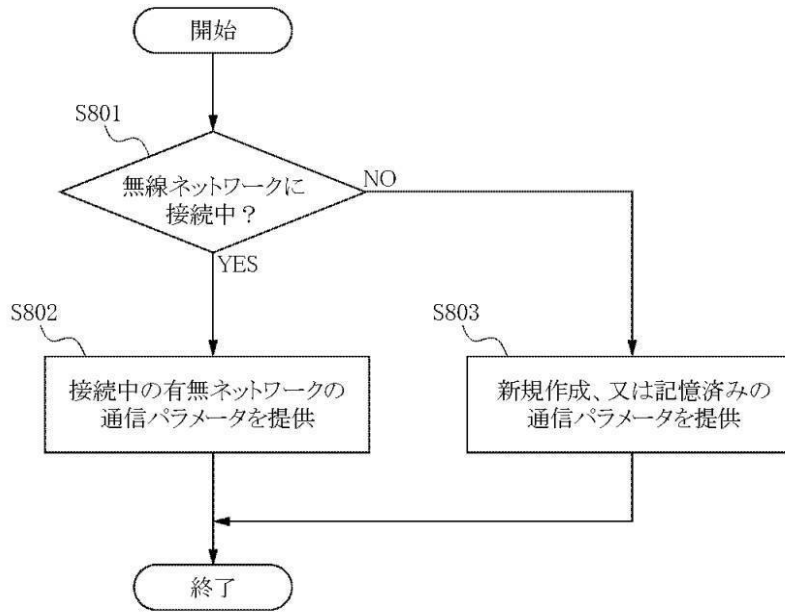 開始
S801
無線ネットワークに
接続中?
NO
YES
S802
接続中の有無ネットワークの
通信パラメータを提供
S803
新規作成、又は記憶済みの
通信パラメータを提供
終了